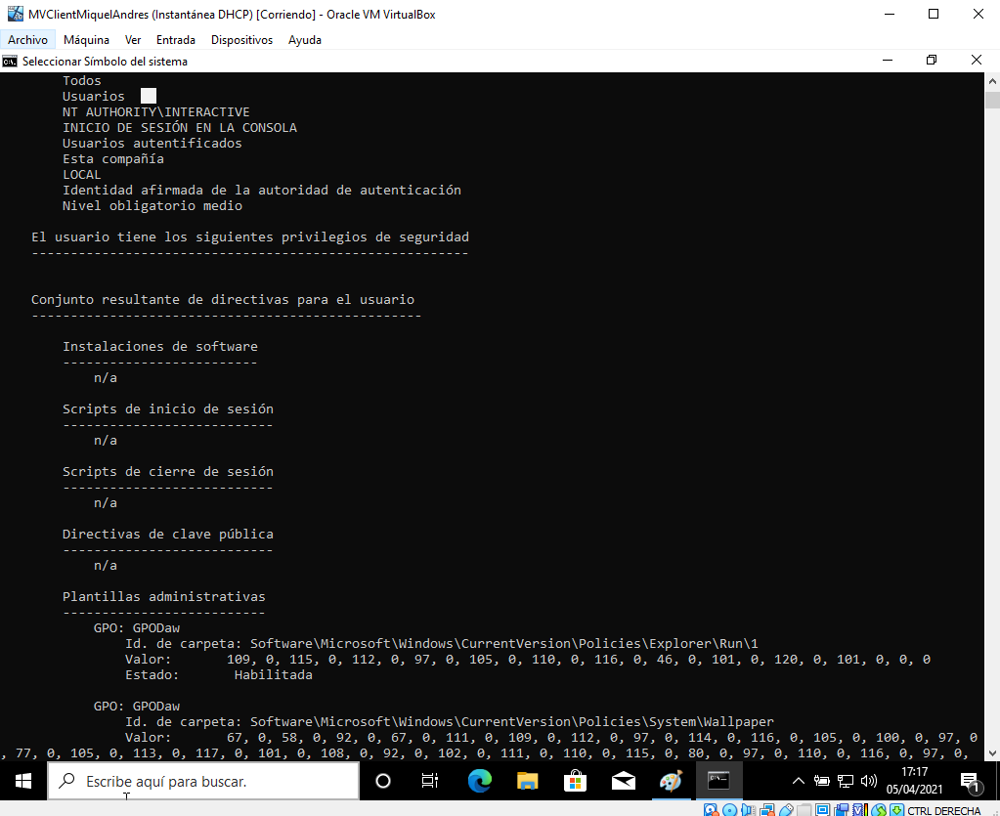 MVClientMiquelAndres (Instantánea DHCP) [Corriendo] - Oracle VM VirtualBox
Archivo Máquina Ver Entrada Dispositivos Ayuda
Seleccionar Símbolo del sistema
Todos
Usuarios
NT AUTHORITY\INTERACTIVE
INICIO DE SESIÓN EN LA CONSOLA
Usuarios autentificados
Esta compañía
LOCAL
Identidad afirmada de la autoridad de autenticación
Nivel obligatorio medio
El usuario tiene los siguientes privilegios de seguridad
--------------------------------------------------------
Conjunto resultante de directivas para el usuario
--------------------------------------------------
Instalaciones de software
-------------------------
n/a
Scripts de inicio de sesión
---------------------------
n/a
Scripts de cierre de sesión
---------------------------
n/a
Directivas de clave pública
---------------------------
n/a
Plantillas administrativas
--------------------------
GPO: GPODaw
Id. de carpeta: Software\Microsoft\Windows\CurrentVersion\Policies\Explorer\Run\1
Valor: 109, 0, 115, 0, 112, 0, 97, 0, 105, 0, 110, 0, 116, 0, 46, 0, 101, 0, 120, 0, 101, 0, 0, 0
Estado: Habilitada
GPO: GPODaw
Id. de carpeta: Software\Microsoft\Windows\CurrentVersion\Policies\System\Wallpaper
Valor: 67, 0, 58, 0, 92, 0, 67, 0, 111, 0, 109, 0, 112, 0, 97, 0, 114, 0, 116, 0, 105, 0, 100, 0, 97, 0
, 77, 0, 105, 0, 113, 0, 117, 0, 101, 0, 108, 0, 92, 0, 102, 0, 111, 0, 110, 0, 115, 0, 80, 0, 97, 0, 110, 0, 116, 0, 97, 0,
Escribe aquí para buscar.
17:17
05/04/2021
1
CTRL DERECHA